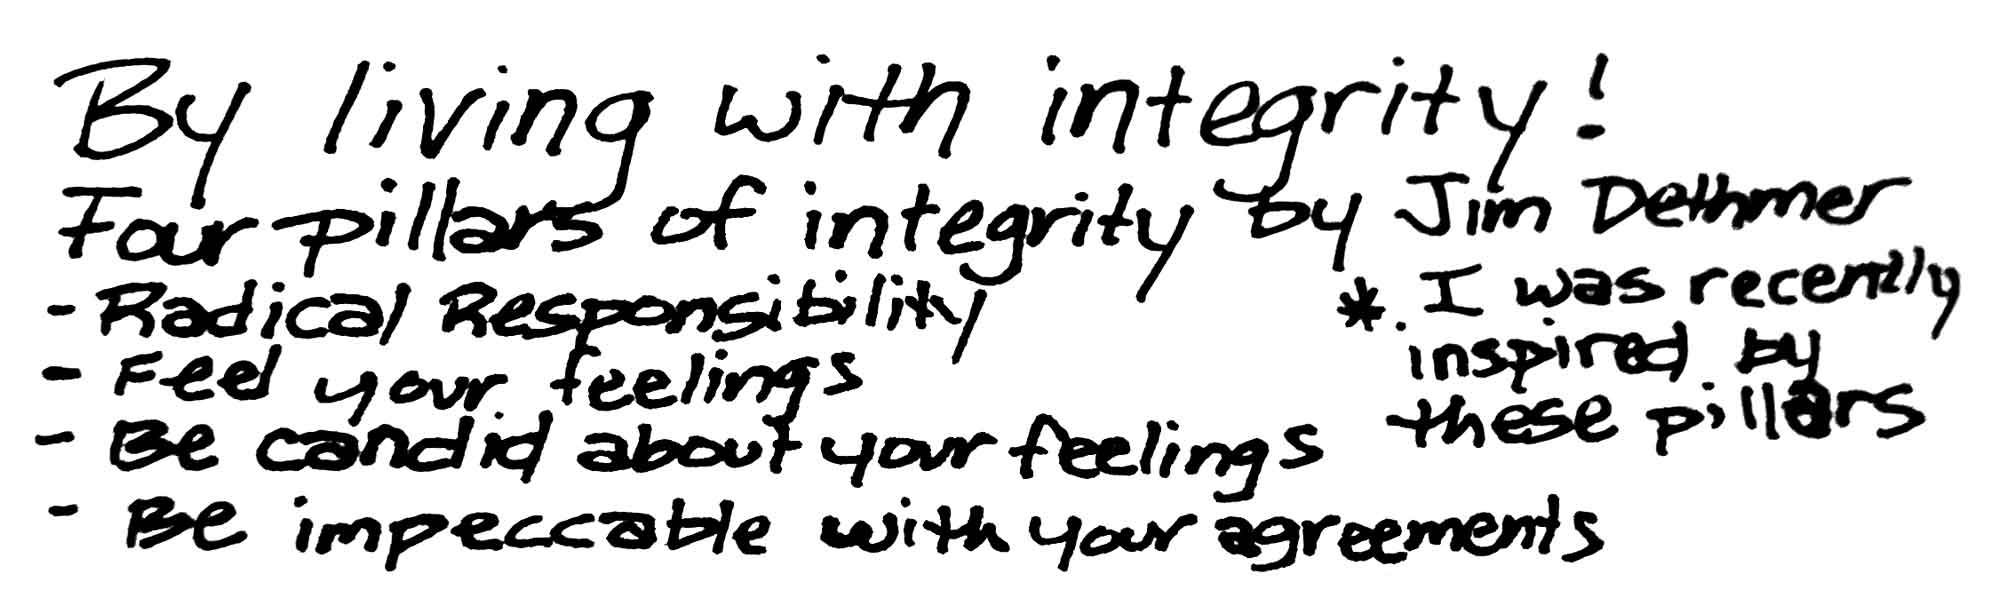 By living with integrity!
Four pillars of integrity by Jim Dethmer
- Radical Responsibility
- Feel your feelings
- Be candid about your feelings
- Be impeccable with your agreements
* I was recently
inspired by
these pillars